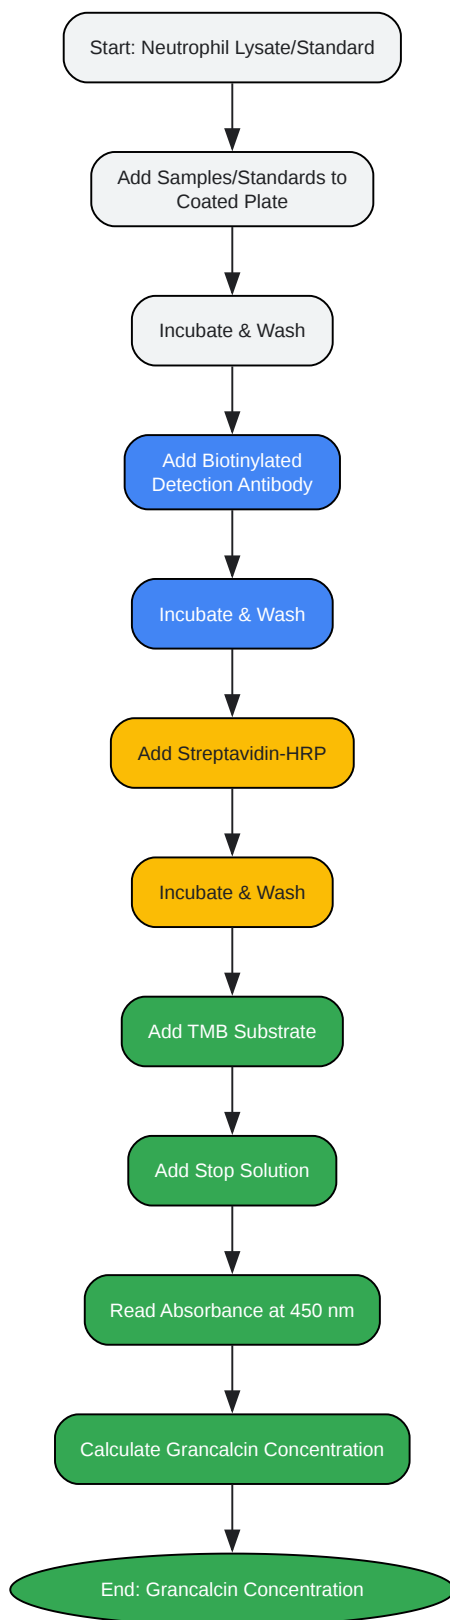 Start: Neutrophil Lysate/Standard
Add Samples/Standards to
Coated Plate
Incubate & Wash
Add Biotinylated
Detection Antibody
Incubate & Wash
Add Streptavidin-HRP
Incubate & Wash
Add TMB Substrate
Add Stop Solution
Read Absorbance at 450 nm
Calculate Grancalcin Concentration
End: Grancalcin Concentration